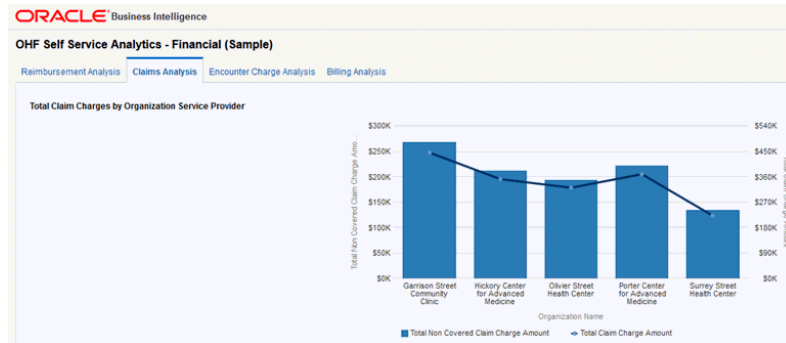 ORACLE Business Intelligence
OHF Self Service Analytics - Financial (Sample)
Reimbursement Analysis Claims Analysis Encounter Charge Analysis Billing Analysis
Total Claim Charges by Organization Service Provider
Total Non Covered Claim Charge Amo...
$300K
$250K
$200K
$150K
$100K
$50K
$0K
$540K
$450K
$360K
$270K
$180K
$90K
$0K
Garrison Street
Community
Clinic
Hickory Center
for Advanced
Medicine
Olivier Street
Health Center
Porter Center
for Advanced
Medicine
Surrey Street
Health Center
Organization Name
Total Non Covered Claim Charge Amount Total Claim Charge Amount